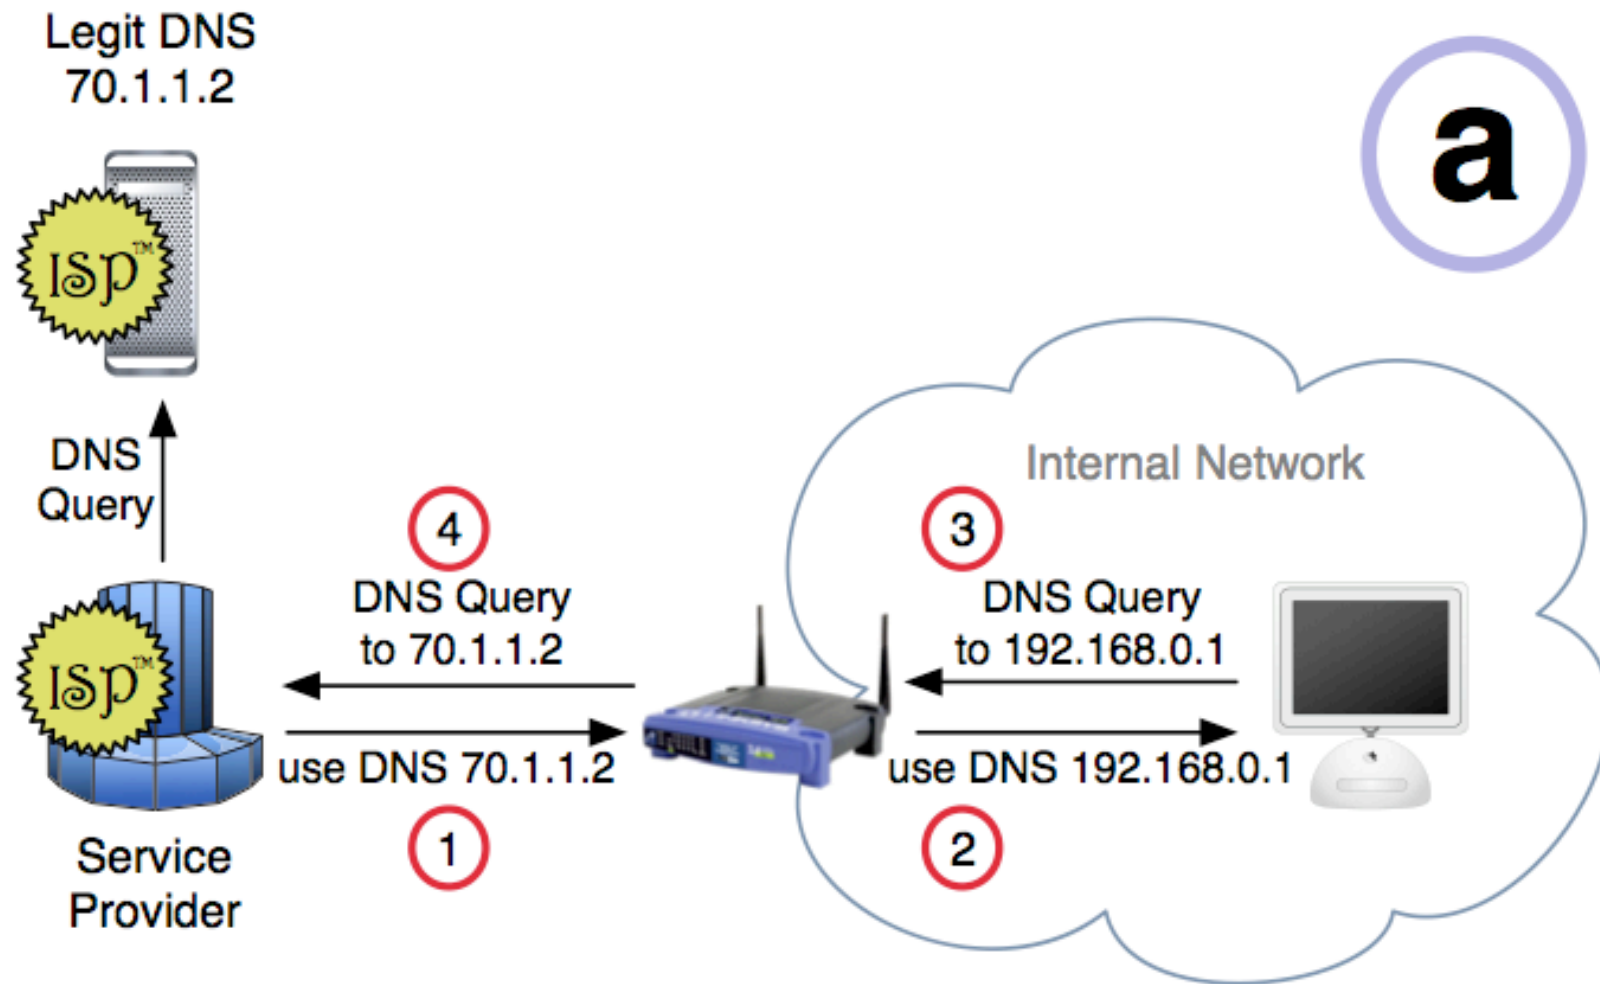 Legit DNS
70.1.1.2
a
ISP™
DNS
Query
Internal Network
4
DNS Query
to 70.1.1.2
3
DNS Query
to 192.168.0.1
ISP™
use DNS 70.1.1.2
use DNS 192.168.0.1
1
2
Service
Provider